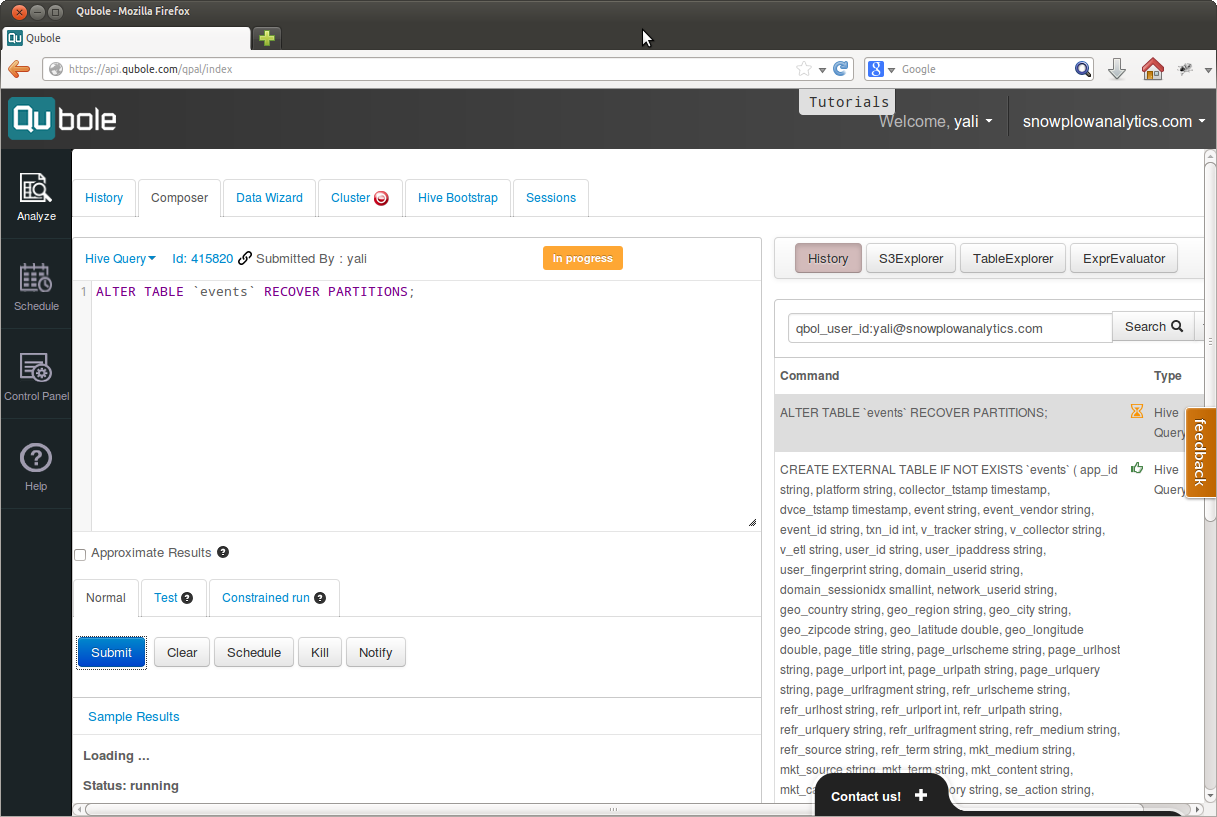 Qubole - Mozilla Firefox
Qu Qubole
https://api.qubole.com/qpal/index
8 Google
Qubole
Tutorials
Welcome, yali
snowplowanalytics.com
Analyze
Schedule
Control Panel
Help
History Composer Data Wizard Cluster Hive Bootstrap Sessions
Hive Query Id: 415820 Submitted By : yali In progress
1 ALTER TABLE `events` RECOVER PARTITIONS;
Approximate Results ?
Normal Test ? Constrained run ?
Submit Clear Schedule Kill Notify
Sample Results
Loading ...
Status: running
History S3Explorer TableExplorer ExprEvaluator
qbol_user_id:yali@snowplowanalytics.com Search
Command Type
ALTER TABLE `events` RECOVER PARTITIONS; Hive
Query
CREATE EXTERNAL TABLE IF NOT EXISTS `events` ( app_id Hive
string, platform string, collector_tstamp timestamp, Query
dvce_tstamp timestamp, event string, event_vendor string,
event_id string, txn_id int, v_tracker string, v_collector string,
v_etl string, user_id string, user_ipaddress string,
user_fingerprint string, domain_userid string,
domain_sessionidx smallint, network_userid string,
geo_country string, geo_region string, geo_city string,
geo_zipcode string, geo_latitude double, geo_longitude
double, page_title string, page_urlscheme string, page_urlhost
string, page_urlport int, page_urlpath string, page_urlquery
string, page_urlfragment string, refr_urlscheme string,
refr_urlhost string, refr_urlport int, refr_urlpath string,
refr_urlquery string, refr_urlfragment string, refr_medium string,
refr_source string, refr_term string, mkt_medium string,
mkt_source string, mkt_term string, mkt_content string,
string, se_action string,
feedback
Contact us! +